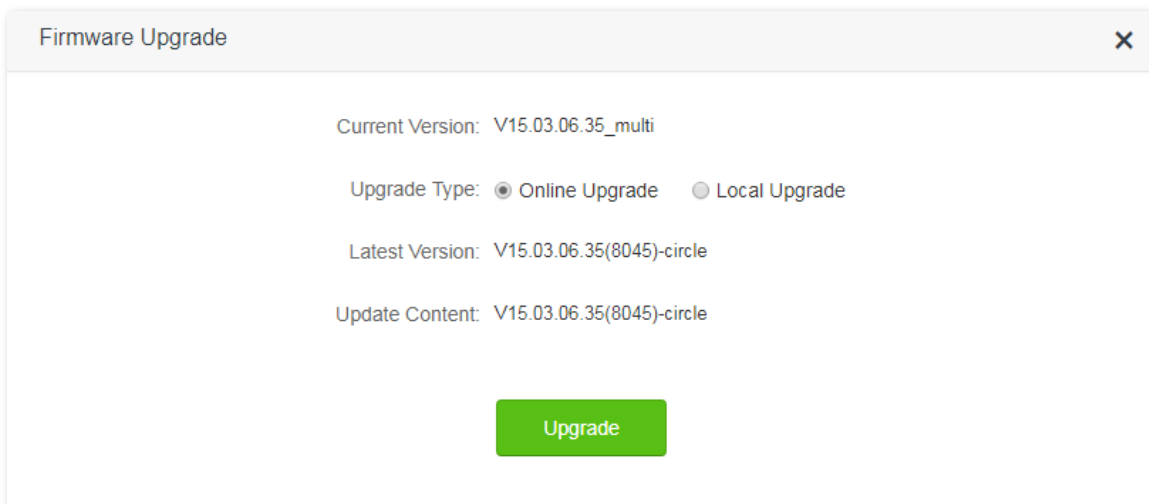 Firmware Upgrade
Current Version: V15.03.06.35_multi
Upgrade Type: Online Upgrade Local Upgrade
Latest Version: V15.03.06.35(8045)-circle
Update Content: V15.03.06.35(8045)-circle
Upgrade